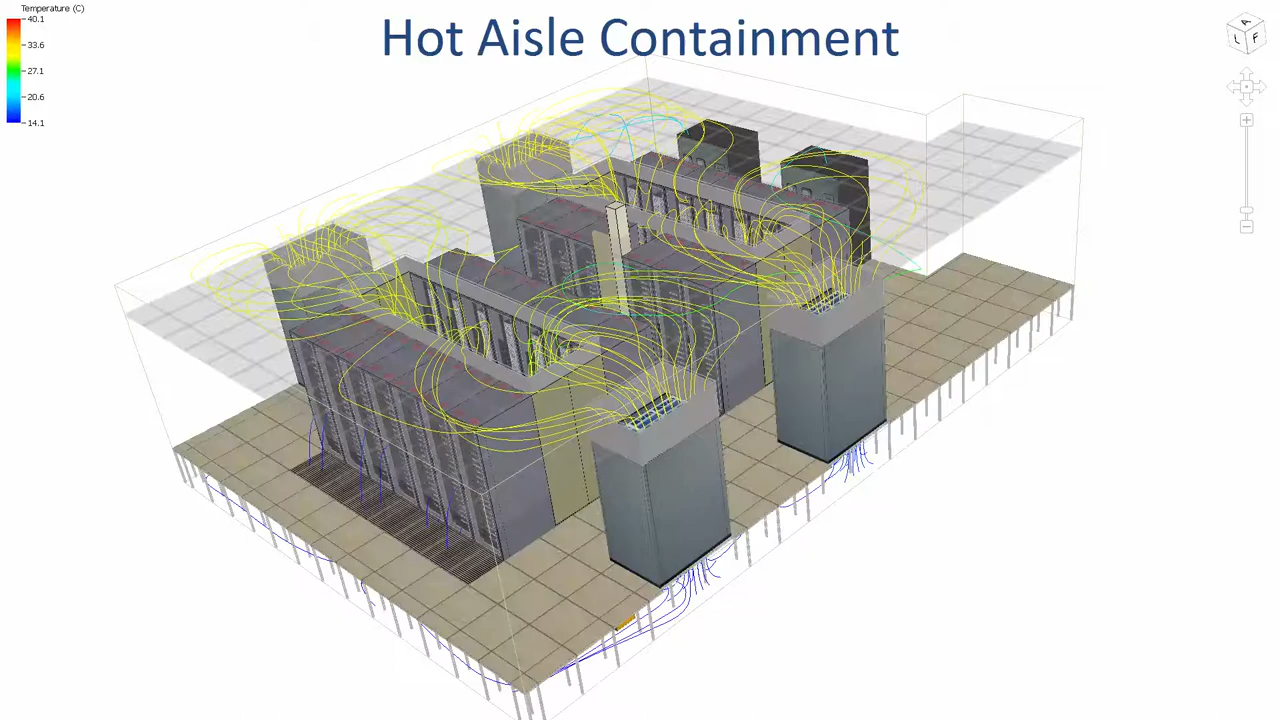 Temperature (C)
40.1
33.6
27.1
20.6
14.1
Hot Aisle Containment
A
L F